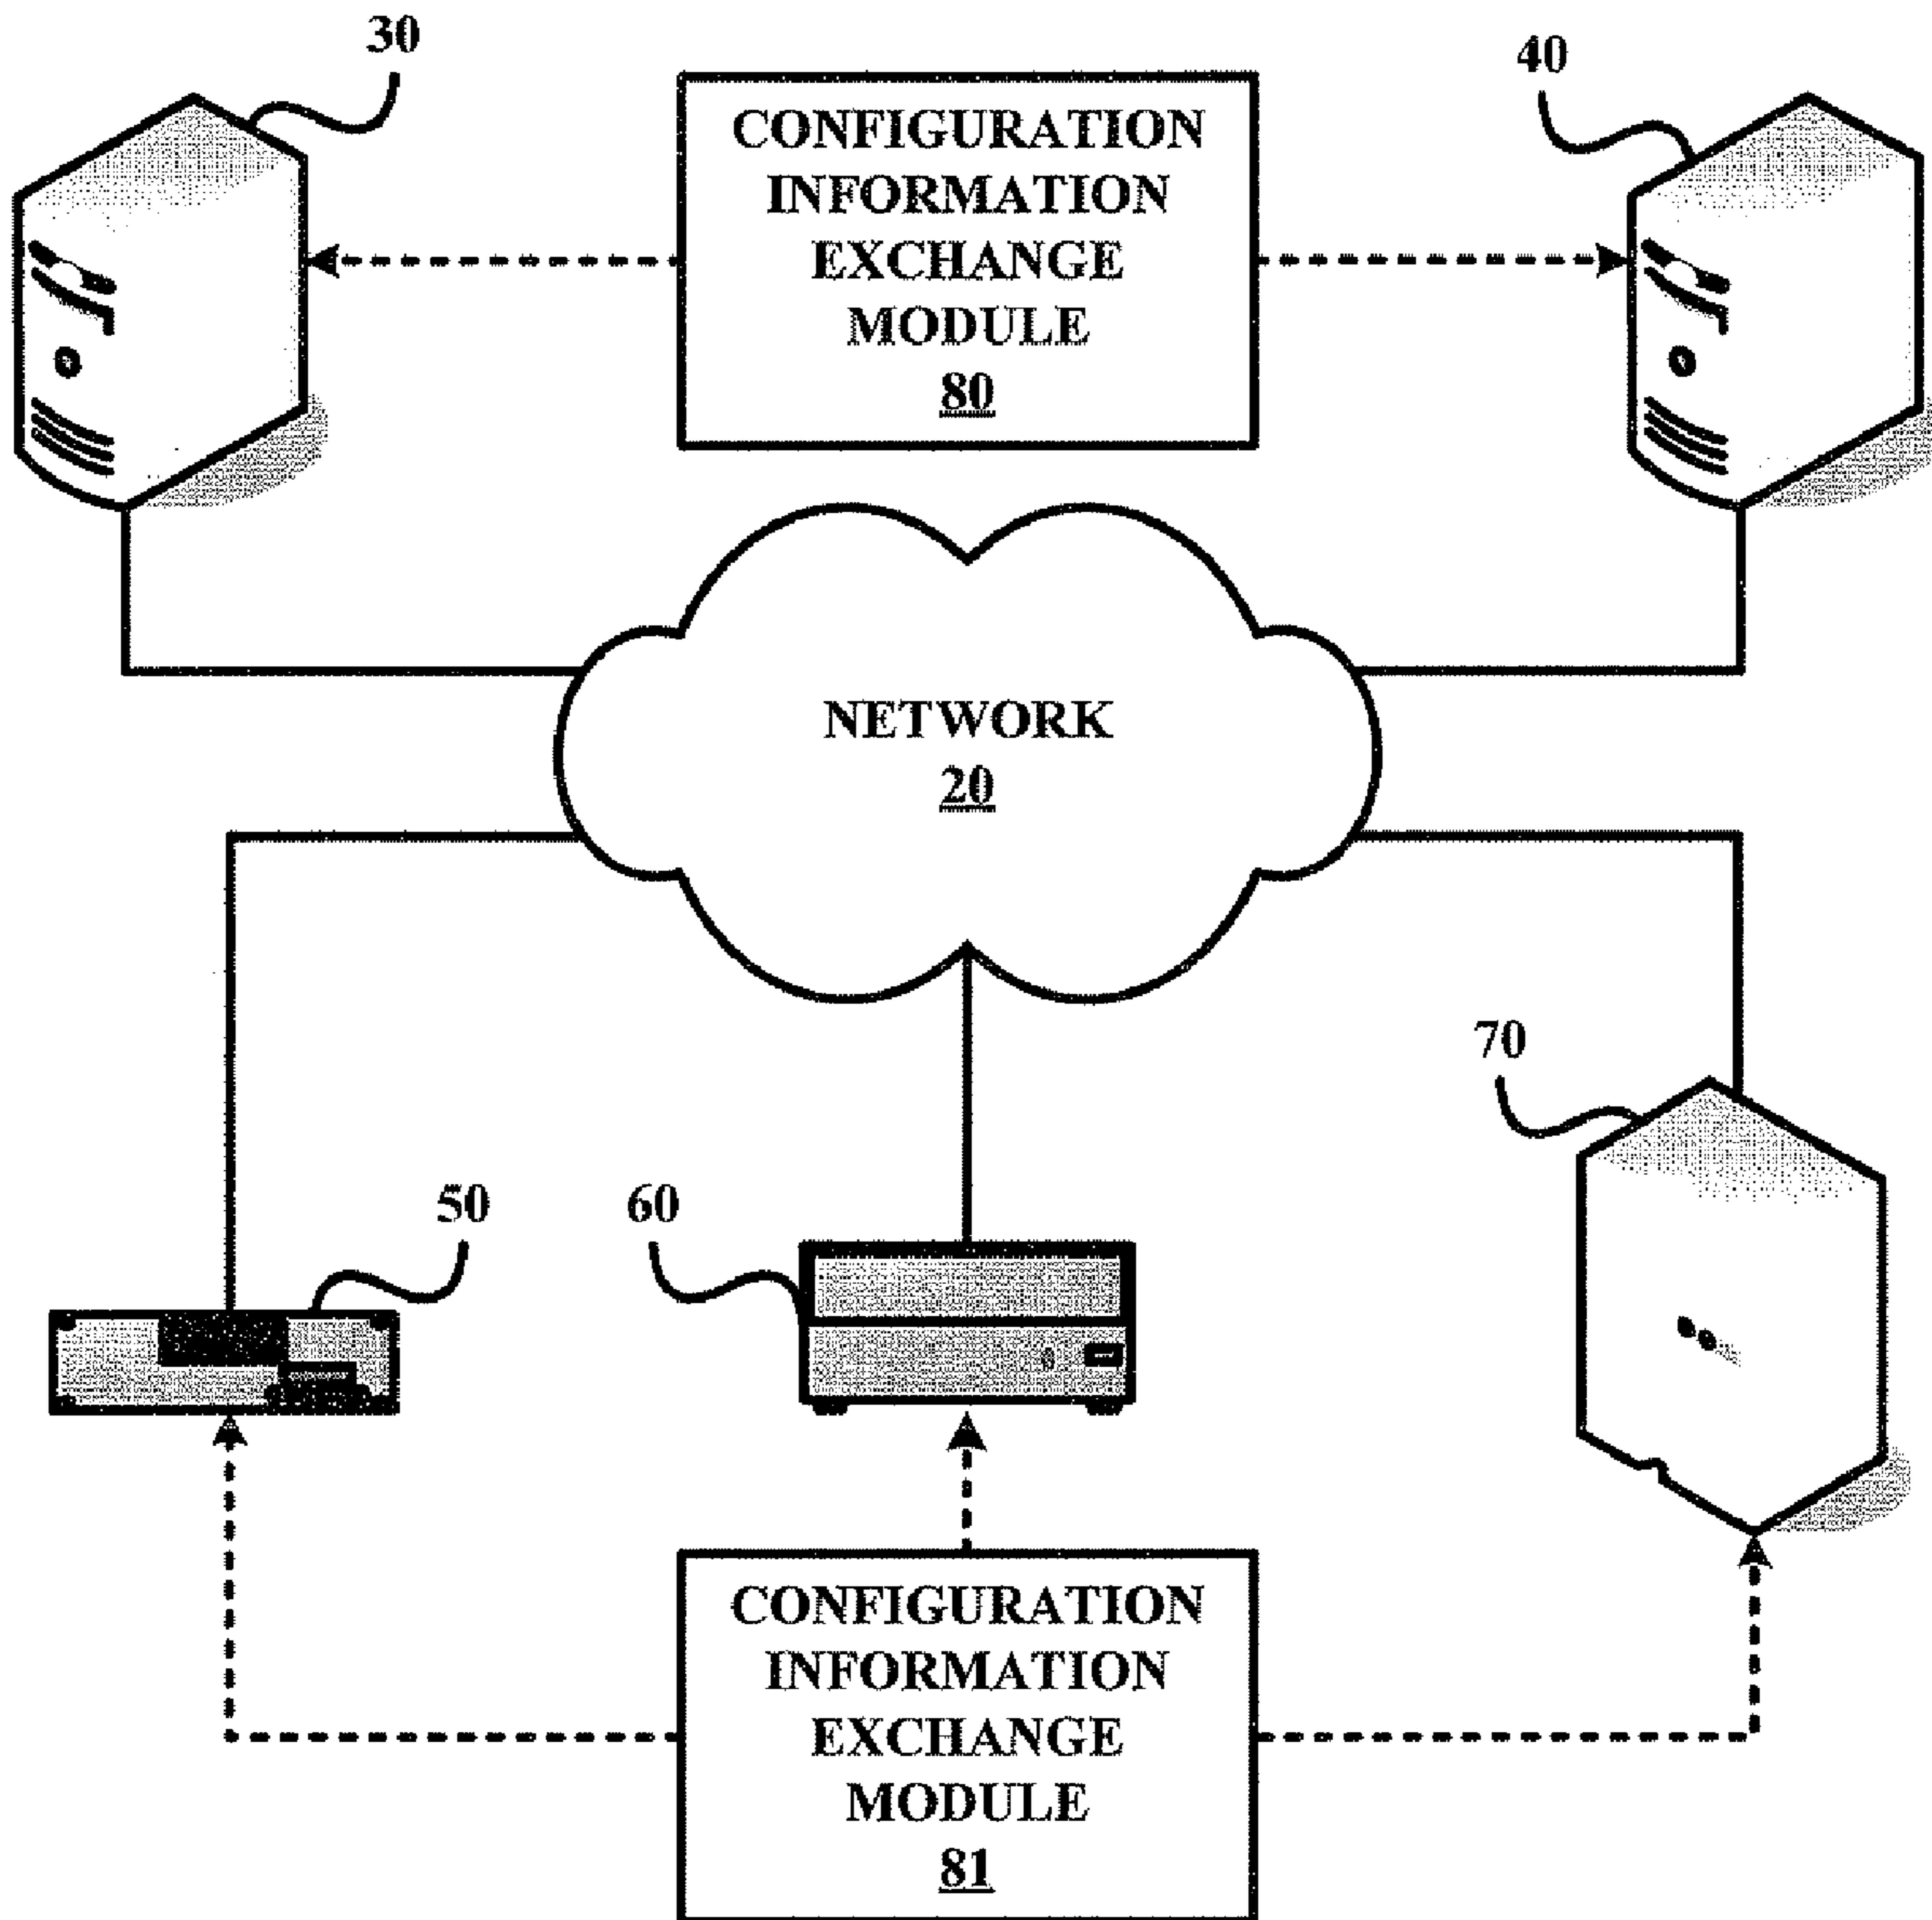 30
40
CONFIGURATION
INFORMATION
EXCHANGE
MODULE
80
NETWORK
20
70
50
60
CONFIGURATION
INFORMATION
EXCHANGE
MODULE
81